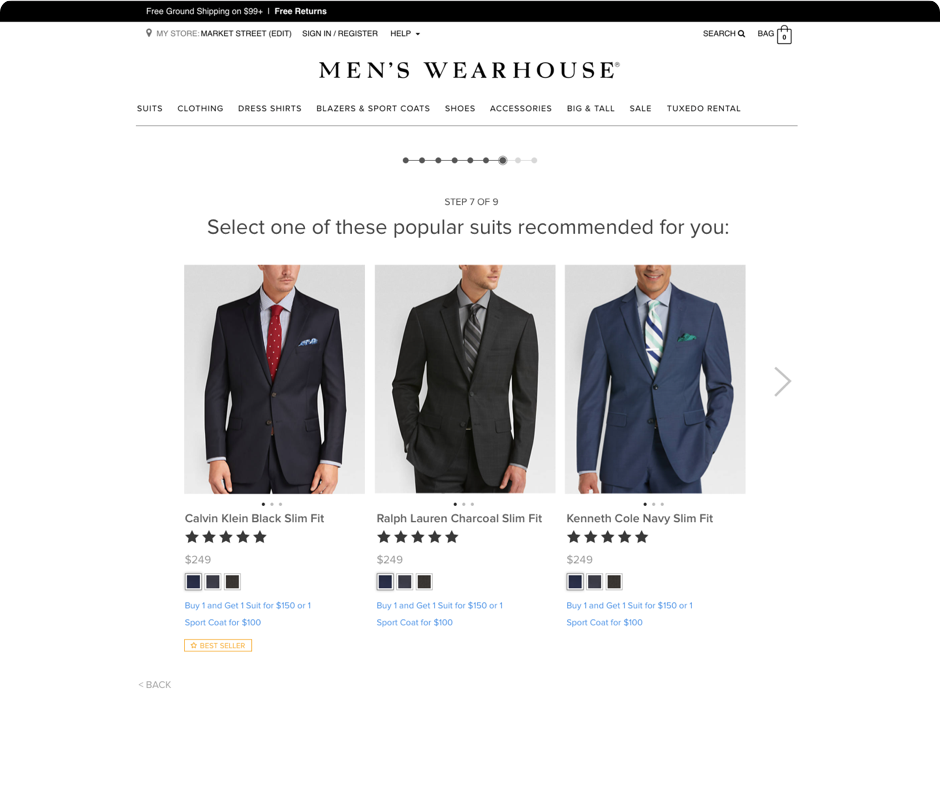 Free Ground Shipping on $99+ | Free Returns
MY STORE: MARKET STREET (EDIT) SIGN IN / REGISTER HELP
SEARCH BAG 0
MEN'S WEARHOUSE®
SUITS CLOTHING DRESS SHIRTS BLAZERS & SPORT COATS SHOES ACCESSORIES BIG & TALL SALE TUXEDO RENTAL
STEP 7 OF 9
Select one of these popular suits recommended for you:
Calvin Klein Black Slim Fit
$249
Buy 1 and Get 1 Suit for $150 or 1
Sport Coat for $100
BEST SELLER
Ralph Lauren Charcoal Slim Fit
$249
Buy 1 and Get 1 Suit for $150 or 1
Sport Coat for $100
Kenneth Cole Navy Slim Fit
$249
Buy 1 and Get 1 Suit for $150 or 1
Sport Coat for $100
< BACK